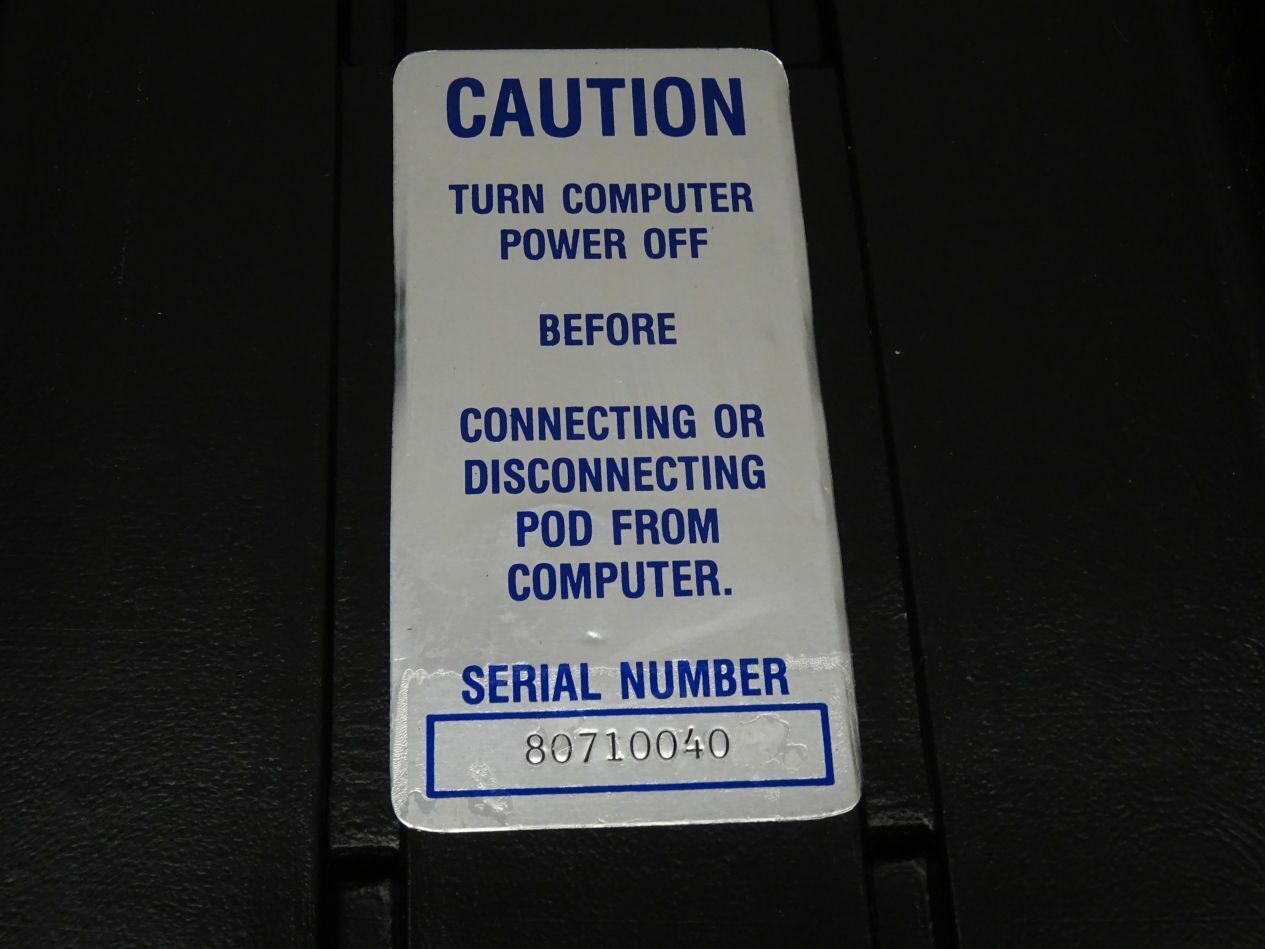 CAUTION
TURN COMPUTER
POWER OFF
BEFORE
CONNECTING OR
DISCONNECTING
POD FROM
COMPUTER.
SERIAL NUMBER
80710040